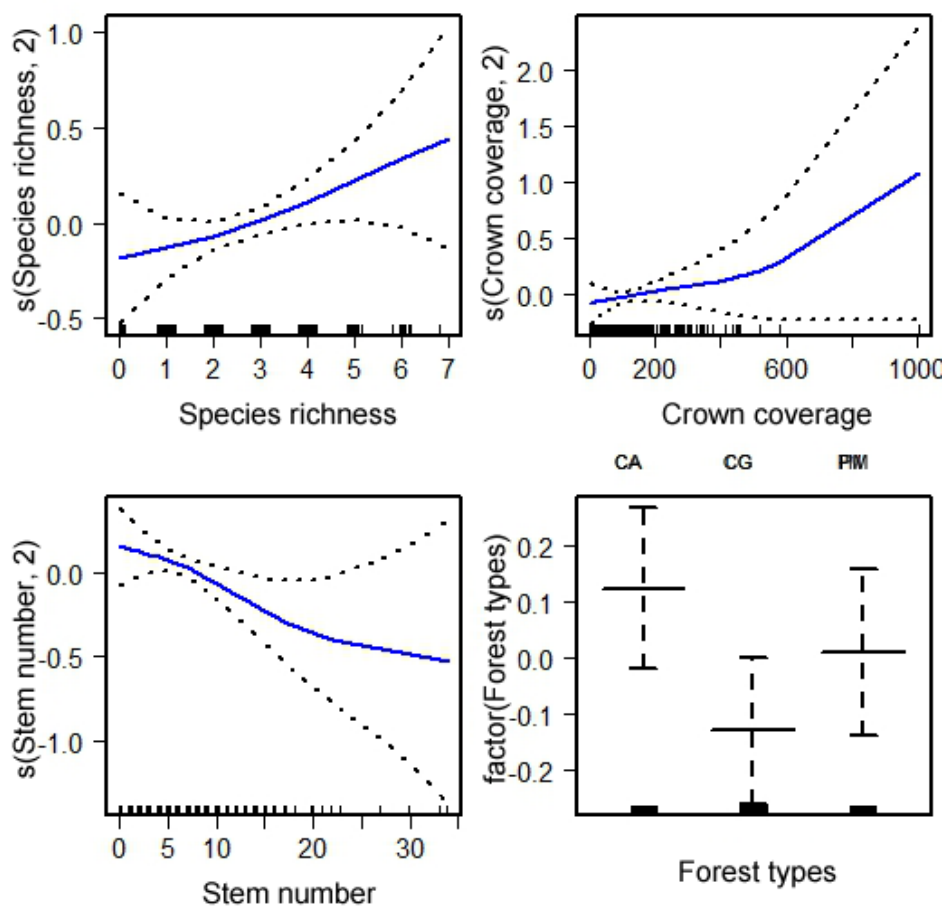 s(Species richness, 2)
1.0
0.5
0.0
-0.5
0 1 2 3 4 5 6 7
Species richness
s(Crown coverage, 2)
2.0
1.5
1.0
0.5
0.0
0 200 600 1000
Crown coverage
s(Stem number, 2)
0.0
-0.5
-1.0
0 5 10 20 30
Stem number
CA CG PIM
factor(Forest types)
0.2
0.1
0.0
-0.1
-0.2
Forest types